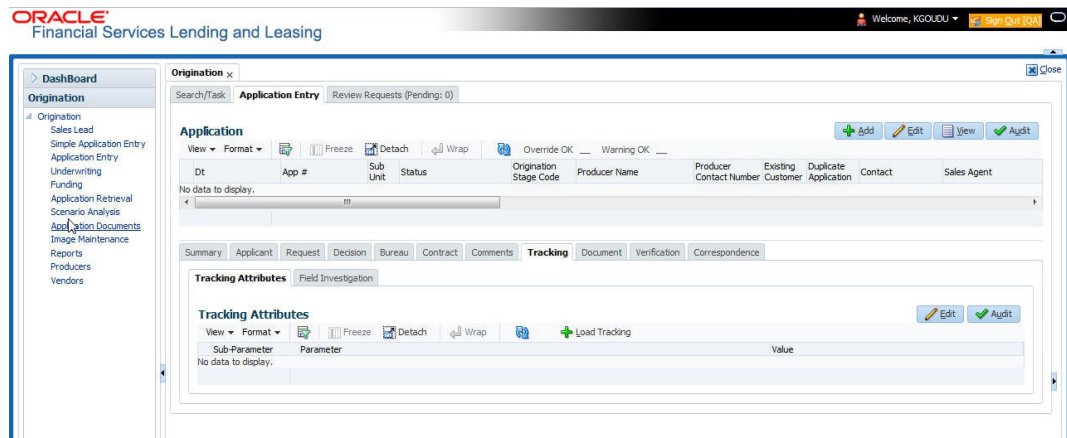 ORACLE
Financial Services Lending and Leasing
Welcome, KGOUDU
Sign Out [QA]
DashBoard
Origination
Origination
Sales Lead
Simple Application Entry
Application Entry
Underwriting
Funding
Application Retrieval
Scenario Analysis
Application Documents
Image Maintenance
Reports
Producers
Vendors
Origination x
Close
Search/Task Application Entry Review Requests (Pending: 0)
Application
Add Edit View Audit
View Format Freeze Detach Wrap Override OK __ Warning OK __
Dt App # Sub Unit Status Origination Stage Code Producer Name Producer Contact Number Existing Customer Duplicate Application Contact Sales Agent
No data to display.
Summary Applicant Request Decision Bureau Contract Comments Tracking Document Verification Correspondence
Tracking Attributes Field Investigation
Tracking Attributes
Edit Audit
View Format Freeze Detach Wrap Load Tracking
Sub-Parameter Parameter Value
No data to display.